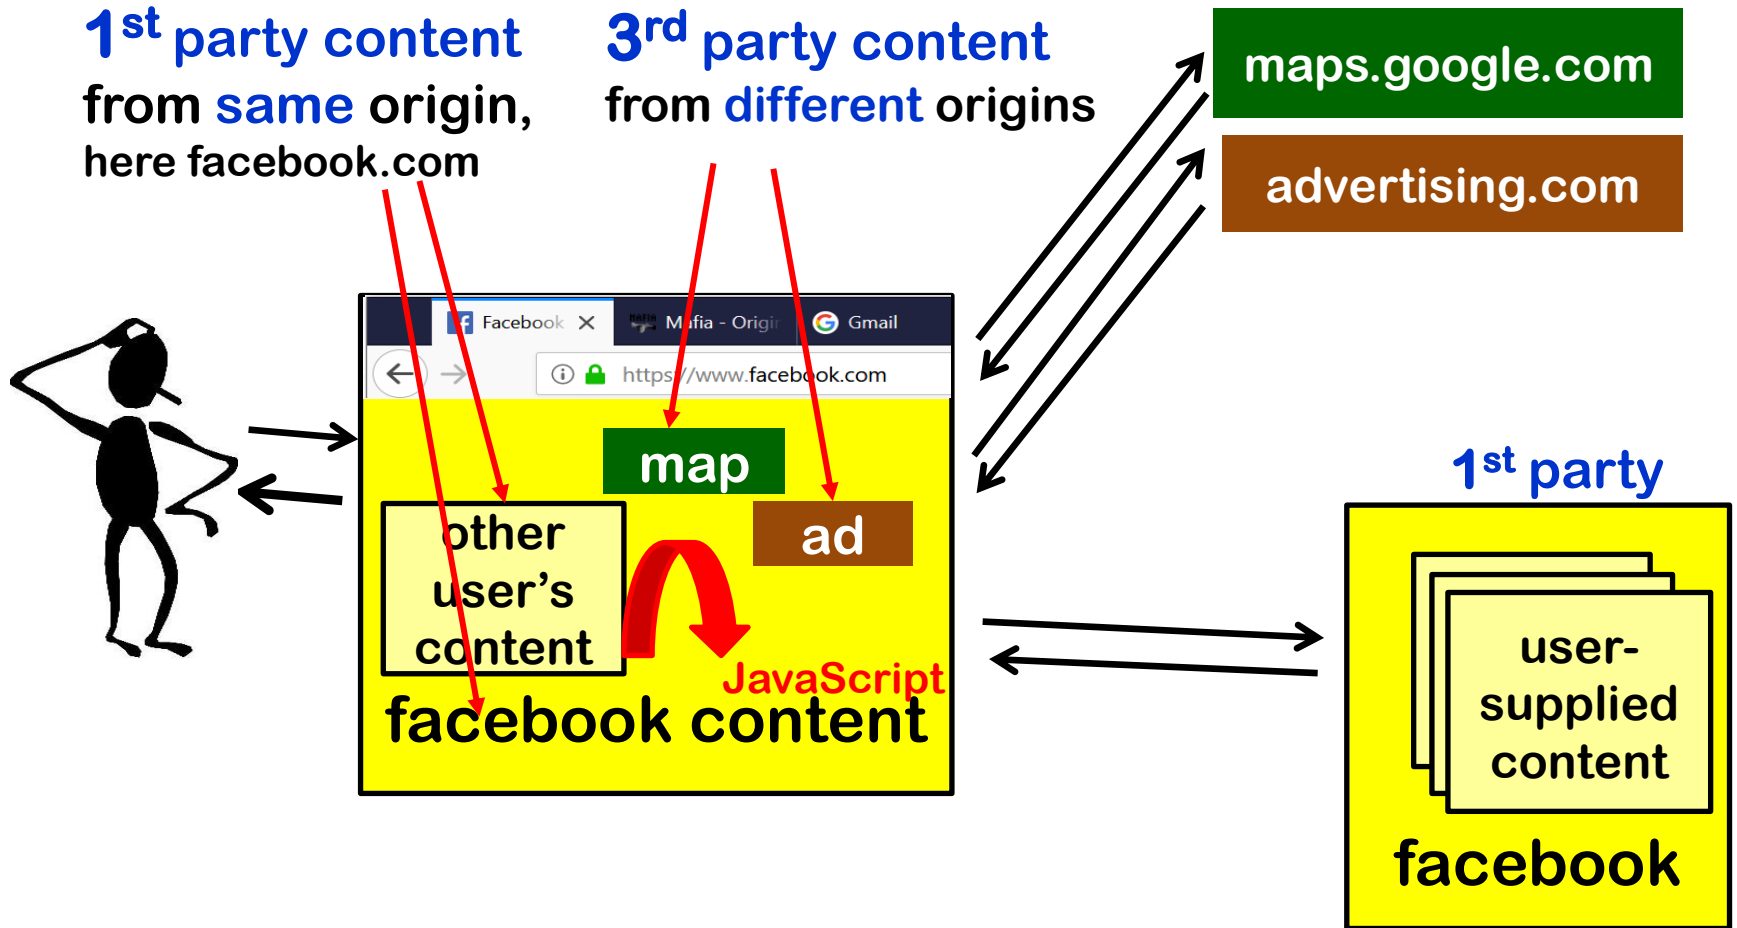 1st party content
from same origin,
here facebook.com
3rd party content
from different origins
maps.google.com
advertising.com
Facebook
Mafia - Origin
Gmail
https://www.facebook.com
map
ad
other
user's
content
JavaScript
facebook content
1st party
user-
supplied
content
facebook